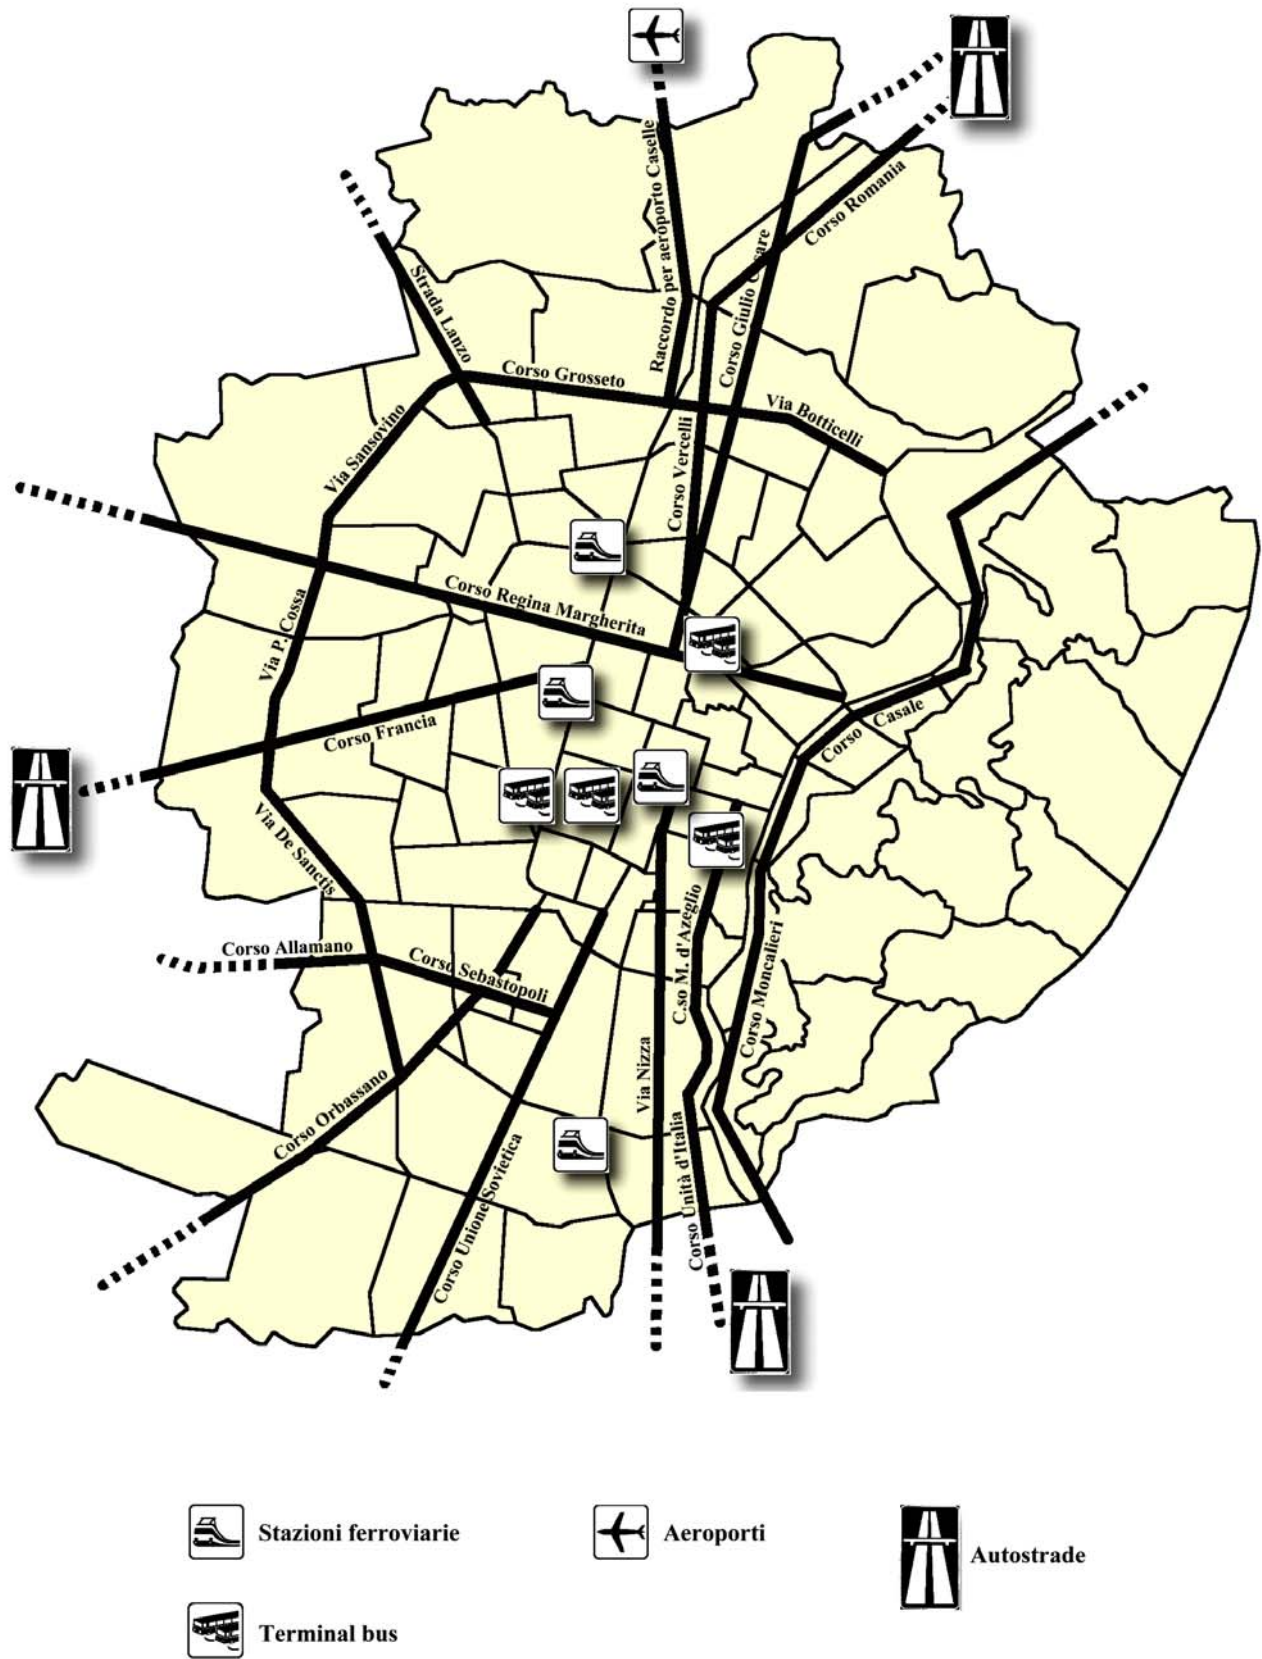 Raccordo per aeroporto Caselle
Corso Romania
Corso Giulio Cesare
Strada Lanzo
Corso Grosseto
Via Botticelli
Via Sansovino
Corso Vercelli
Corso Regina Margherita
Via P. Cossa
Corso Francia
Corso Casale
Via De Sanctis
C.so M. d'Azeglio
Corso Allamano
Corso Sebastopoli
Corso Moncalieri
Via Nizza
Corso Orbassano
Corso Unità d'Italia
Corso Unione Sovietica
Stazioni ferroviarie
Aeroporti
Autostrade
Terminal bus